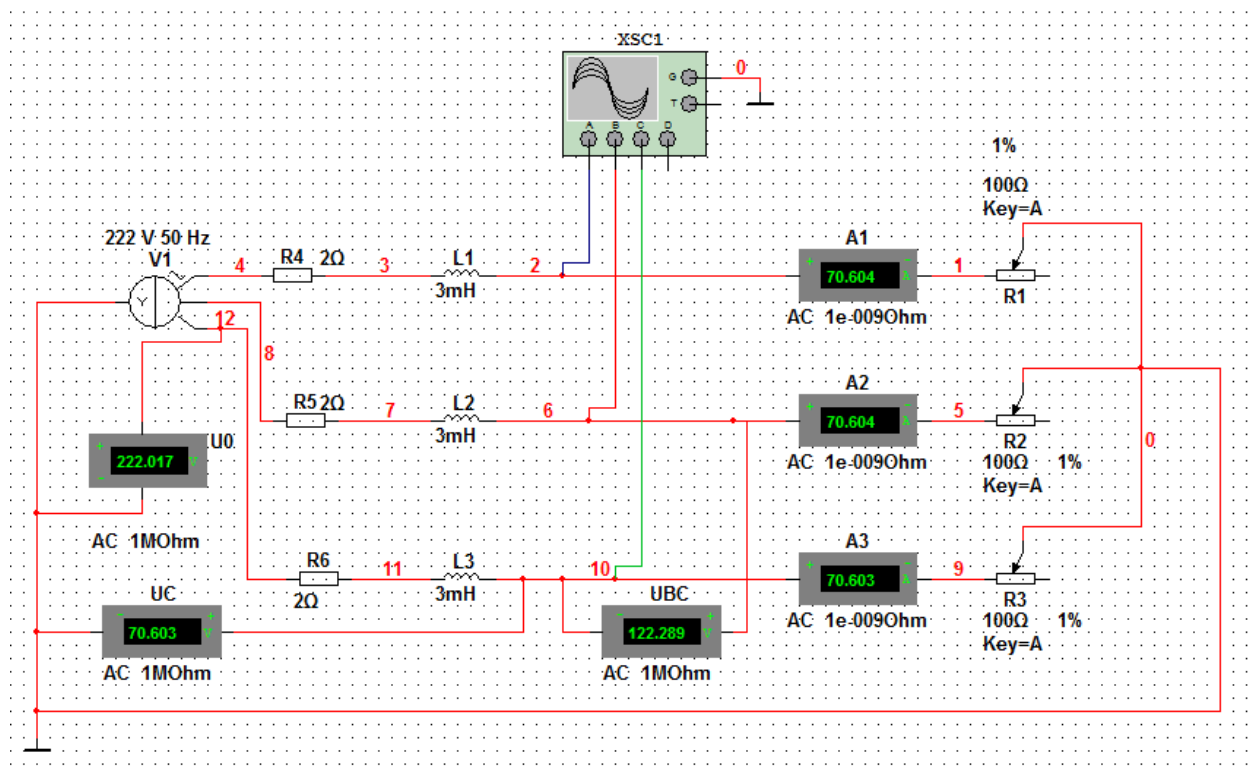 XSC1
0
G
T
A B C D
1%
100Ω
Key=A
222 V 50 Hz
V1
4
R4 2Ω
3
L1
3mH
2
A1
+ -
70.604 A
AC 1e-009Ohm
1
R1
Y
12
8
R5 2Ω
7
L2
3mH
6
A2
+ -
70.604 A
AC 1e-009Ohm
5
R2
100Ω 1%
Key=A
0
U0
+
222.017 V
-
AC 1MOhm
R6
2Ω
11
L3
3mH
10
A3
+ -
70.603 A
AC 1e-009Ohm
9
R3
100Ω 1%
Key=A
UC
- +
70.603 V
AC 1MOhm
UBC
- +
122.289 V
AC 1MOhm